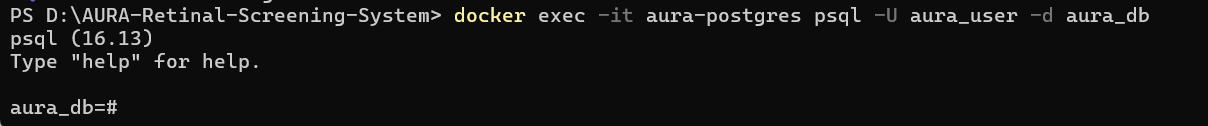 PS D:\AURA-Retinal-Screening-System> docker exec -it aura-postgres psql -U aura_user -d aura_db
psql (16.13)
Type "help" for help.
aura_db=#